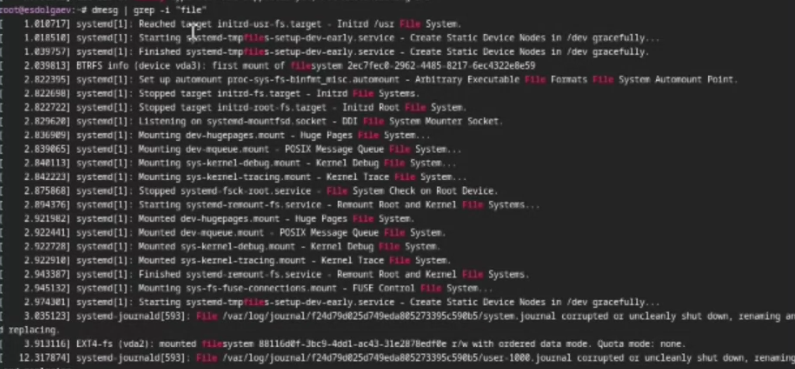 root@esdolgaev:~# dmesg | grep -i "file"
[    1.010717] systemd[1]: Reached target initrd-usr-fs.target - Initrd /usr File System.
[    1.018510] systemd[1]: Starting systemd-tmpfiles-setup-dev-early.service - Create Static Device Nodes in /dev gracefully...
[    1.039757] systemd[1]: Finished systemd-tmpfiles-setup-dev-early.service - Create Static Device Nodes in /dev gracefully.
[    2.039813] BTRFS info (device vda3): first mount of filesystem 2ec7fec0-2962-4485-8217-6ec4322e8e59
[    2.822395] systemd[1]: Set up automount proc-sys-fs-binfmt_misc.automount - Arbitrary Executable File Formats File System Automount Point.
[    2.822698] systemd[1]: Stopped target initrd-fs.target - Initrd File Systems.
[    2.822722] systemd[1]: Stopped target initrd-root-fs.target - Initrd Root File System.
[    2.829620] systemd[1]: Listening on systemd-mountfsd.socket - DDI File System Mounter Socket.
[    2.836909] systemd[1]: Mounting dev-hugepages.mount - Huge Pages File System...
[    2.839065] systemd[1]: Mounting dev-mqueue.mount - POSIX Message Queue File System...
[    2.840113] systemd[1]: Mounting sys-kernel-debug.mount - Kernel Debug File System...
[    2.842223] systemd[1]: Mounting sys-kernel-tracing.mount - Kernel Trace File System...
[    2.875868] systemd[1]: Stopped systemd-fsck-root.service - File System Check on Root Device.
[    2.894376] systemd[1]: Starting systemd-remount-fs.service - Remount Root and Kernel File Systems...
[    2.921982] systemd[1]: Mounted dev-hugepages.mount - Huge Pages File System.
[    2.922441] systemd[1]: Mounted dev-mqueue.mount - POSIX Message Queue File System.
[    2.922728] systemd[1]: Mounted sys-kernel-debug.mount - Kernel Debug File System.
[    2.922910] systemd[1]: Mounted sys-kernel-tracing.mount - Kernel Trace File System.
[    2.943387] systemd[1]: Finished systemd-remount-fs.service - Remount Root and Kernel File Systems.
[    2.945132] systemd[1]: Mounting sys-fs-fuse-connections.mount - FUSE Control File System...
[    2.974301] systemd[1]: Starting systemd-tmpfiles-setup-dev-early.service - Create Static Device Nodes in /dev gracefully...
[    3.035123] systemd-journald[593]: File /var/log/journal/f24d79d025d749eda805273395c590b5/system.journal corrupted or uncleanly shut down, renaming an
d replacing.
[    3.913116] EXT4-fs (vda2): mounted filesystem 88116d0f-3bc9-4dd1-ac43-31e2878edf0e r/w with ordered data mode. Quota mode: none.
[   12.317874] systemd-journald[593]: File /var/log/journal/f24d79d025d749eda805273395c590b5/user-1000.journal corrupted or uncleanly shut down, renaming